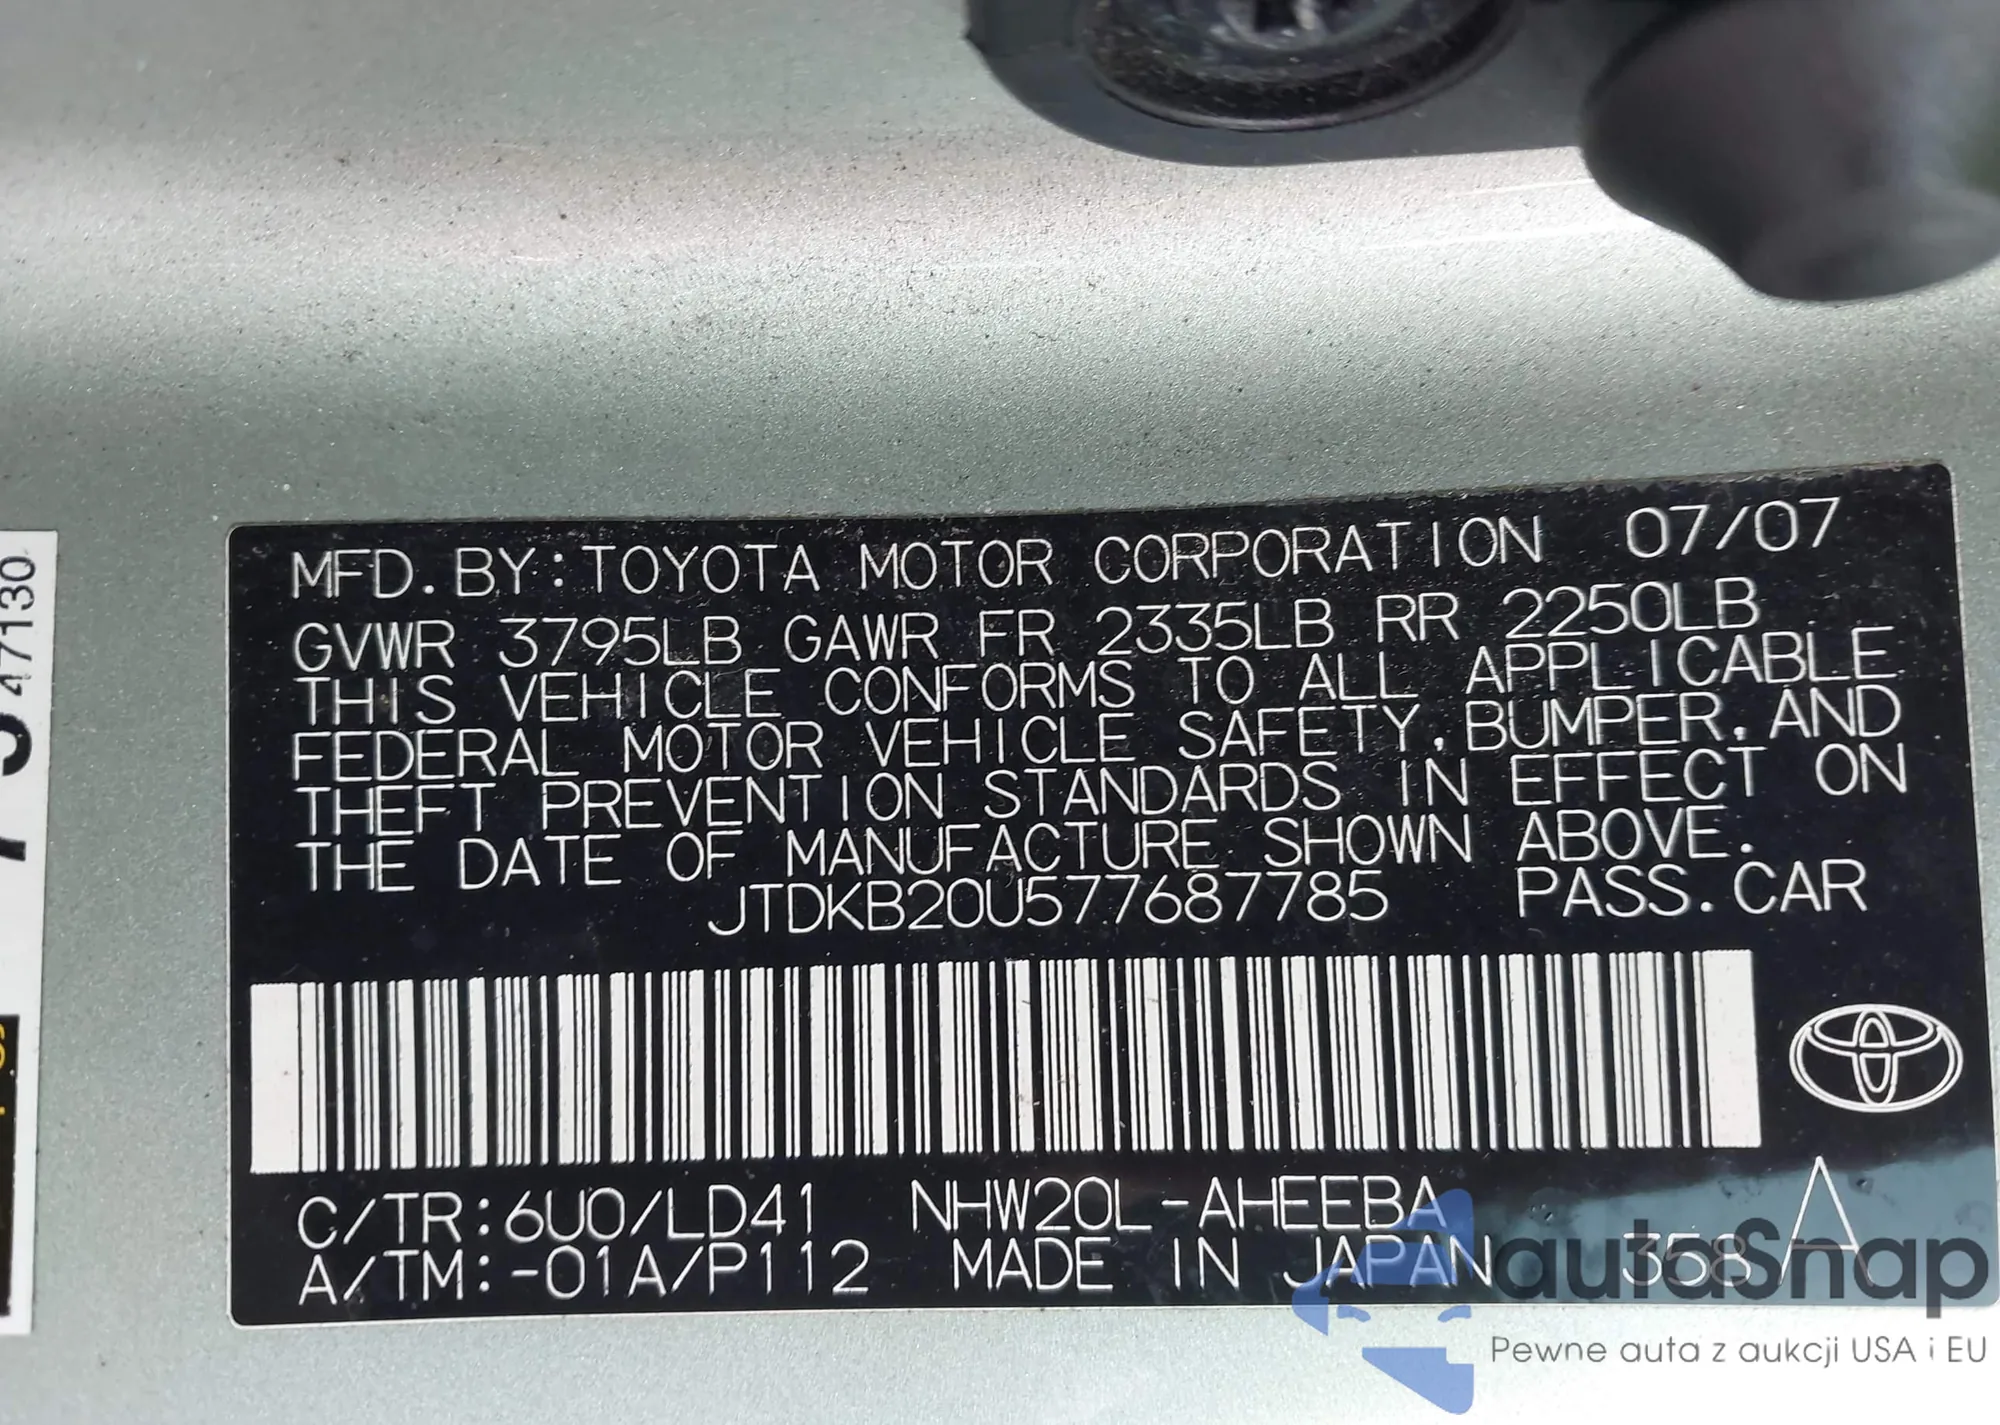 47130
MFD. BY:TOYOTA MOTOR CORPORATION 07/07
GVWR 3795LB GAWR FR 2335LB RR 2250LB
THIS VEHICLE CONFORMS TO ALL APPLICABLE
FEDERAL MOTOR VEHICLE SAFETY, BUMPER, AND
THEFT PREVENTION STANDARDS IN EFFECT ON
THE DATE OF MANUFACTURE SHOWN ABOVE.
JTDKB20U577687785 PASS. CAR
C/TR:6U0/LD41 NHW20L-AHEEBA A
A/TM:-01A/P112 MADE IN JAPAN 358
autoSnap
Pewne auta z aukcji USA i EU